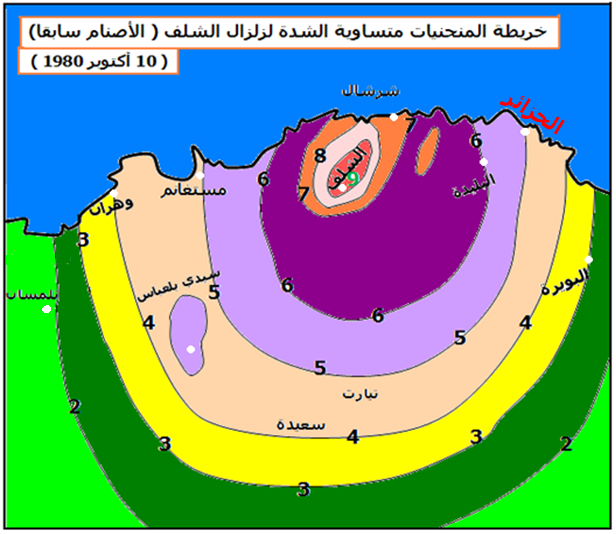 خريطة المنحنيات متساوية الشدة لزلزال الشلف ( الأصنام سابقا)
( 10 أكتوبر 1980 )
شرشال
الجزائر
7
6
8
الشلف
9
6
7
البليدة
مستغانم
وهران
3
البويرة
6
5
سيدي بلعباس
تلمسان
6
4
4
5
5
تيارت
2
سعيدة
4
3
3
2
3